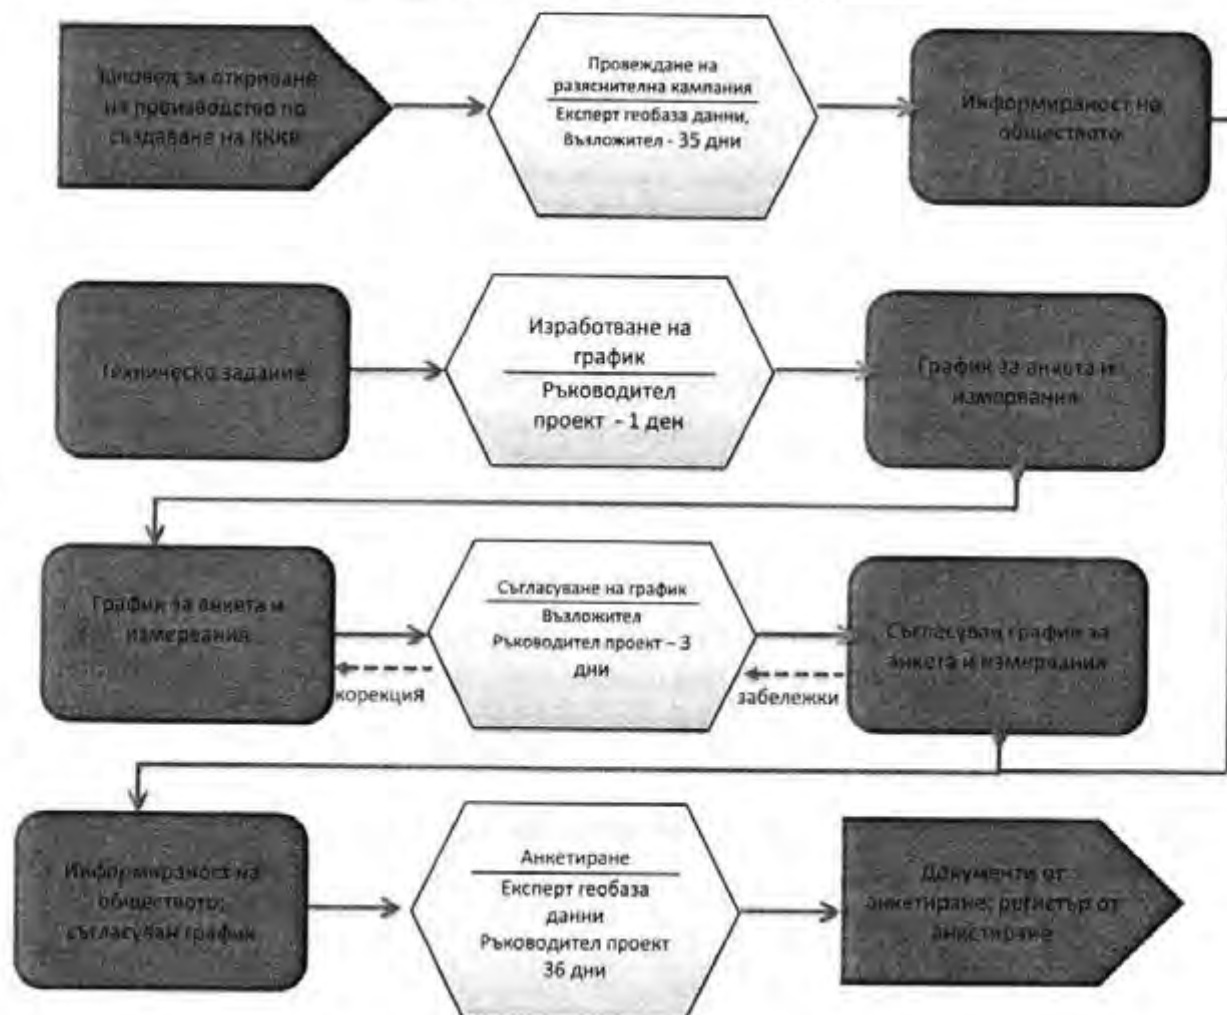 Заповед за откриване
на производство по
създаване на КККР
Провеждане на
разяснителна кампания
Експерт геобаза данни,
Възложител - 35 дни
Информираност на
обществото
Техническо задание
Изработване на
график
Ръководител
проект - 1 ден
График за анкета и
измервания
График за анкета и
измервания
Съгласуване на график
Възложител
Ръководител проект – 3
дни
корекция
забележки
Съгласуван график за
анкета и измервания
Информираност на
обществото;
съгласуван график
Анкетиране
Експерт геобаза
данни
Ръководител проект
36 дни
Документи от
анкетиране; регистър от
анкетиране